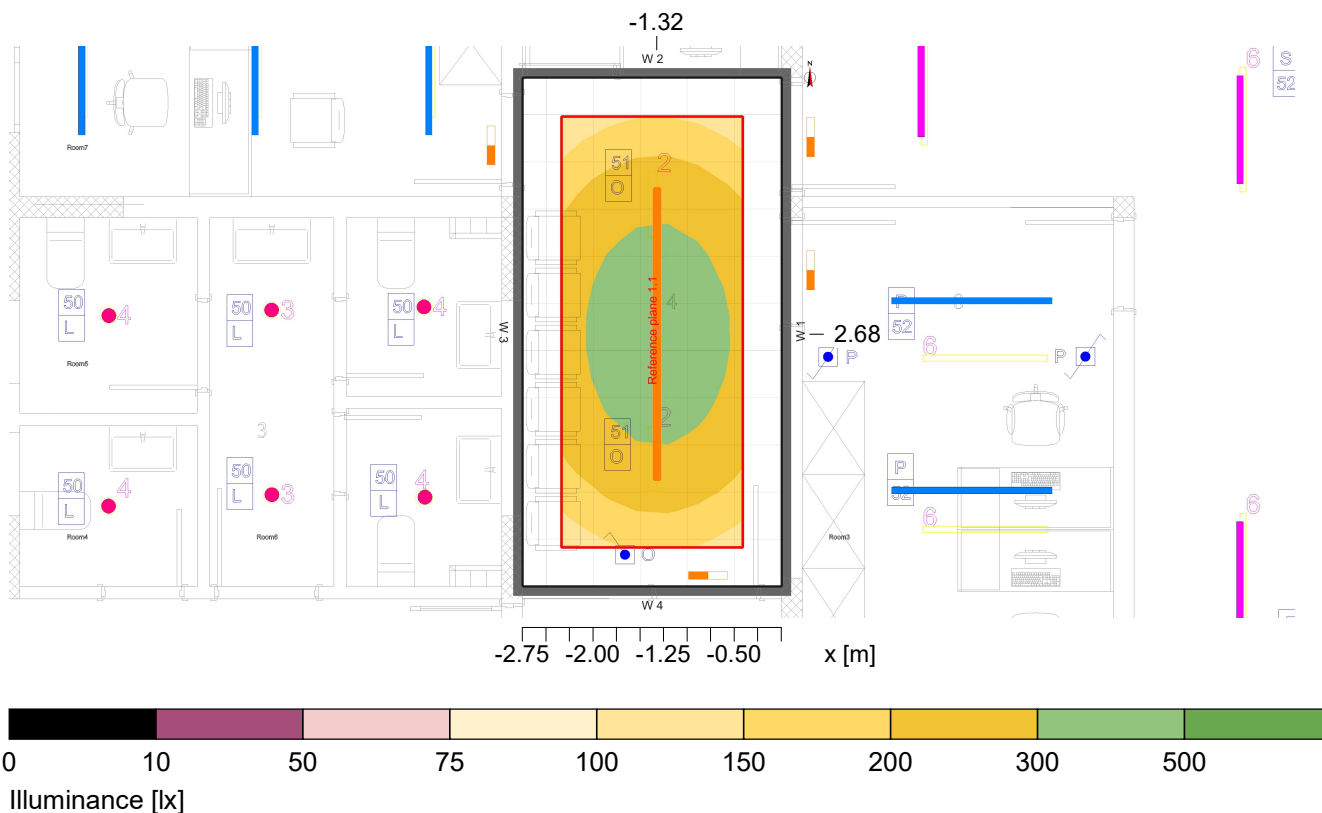 -1.32
W 2
N
6
S
52
Room7
51
O
2
50
L
4
50
L
3
50
L
4
Reference plane 1.1
4
W 3
W 1
2.68
P
52
8
6
P
P
Room5
3
2
51
O
50
L
4
50
L
3
50
L
4
P
52
6
6
Room4
Room6
O
Room3
W 4
-2.75 -2.00 -1.25 -0.50 x [m]
0 10 50 75 100 150 200 300 500
Illuminance [lx]